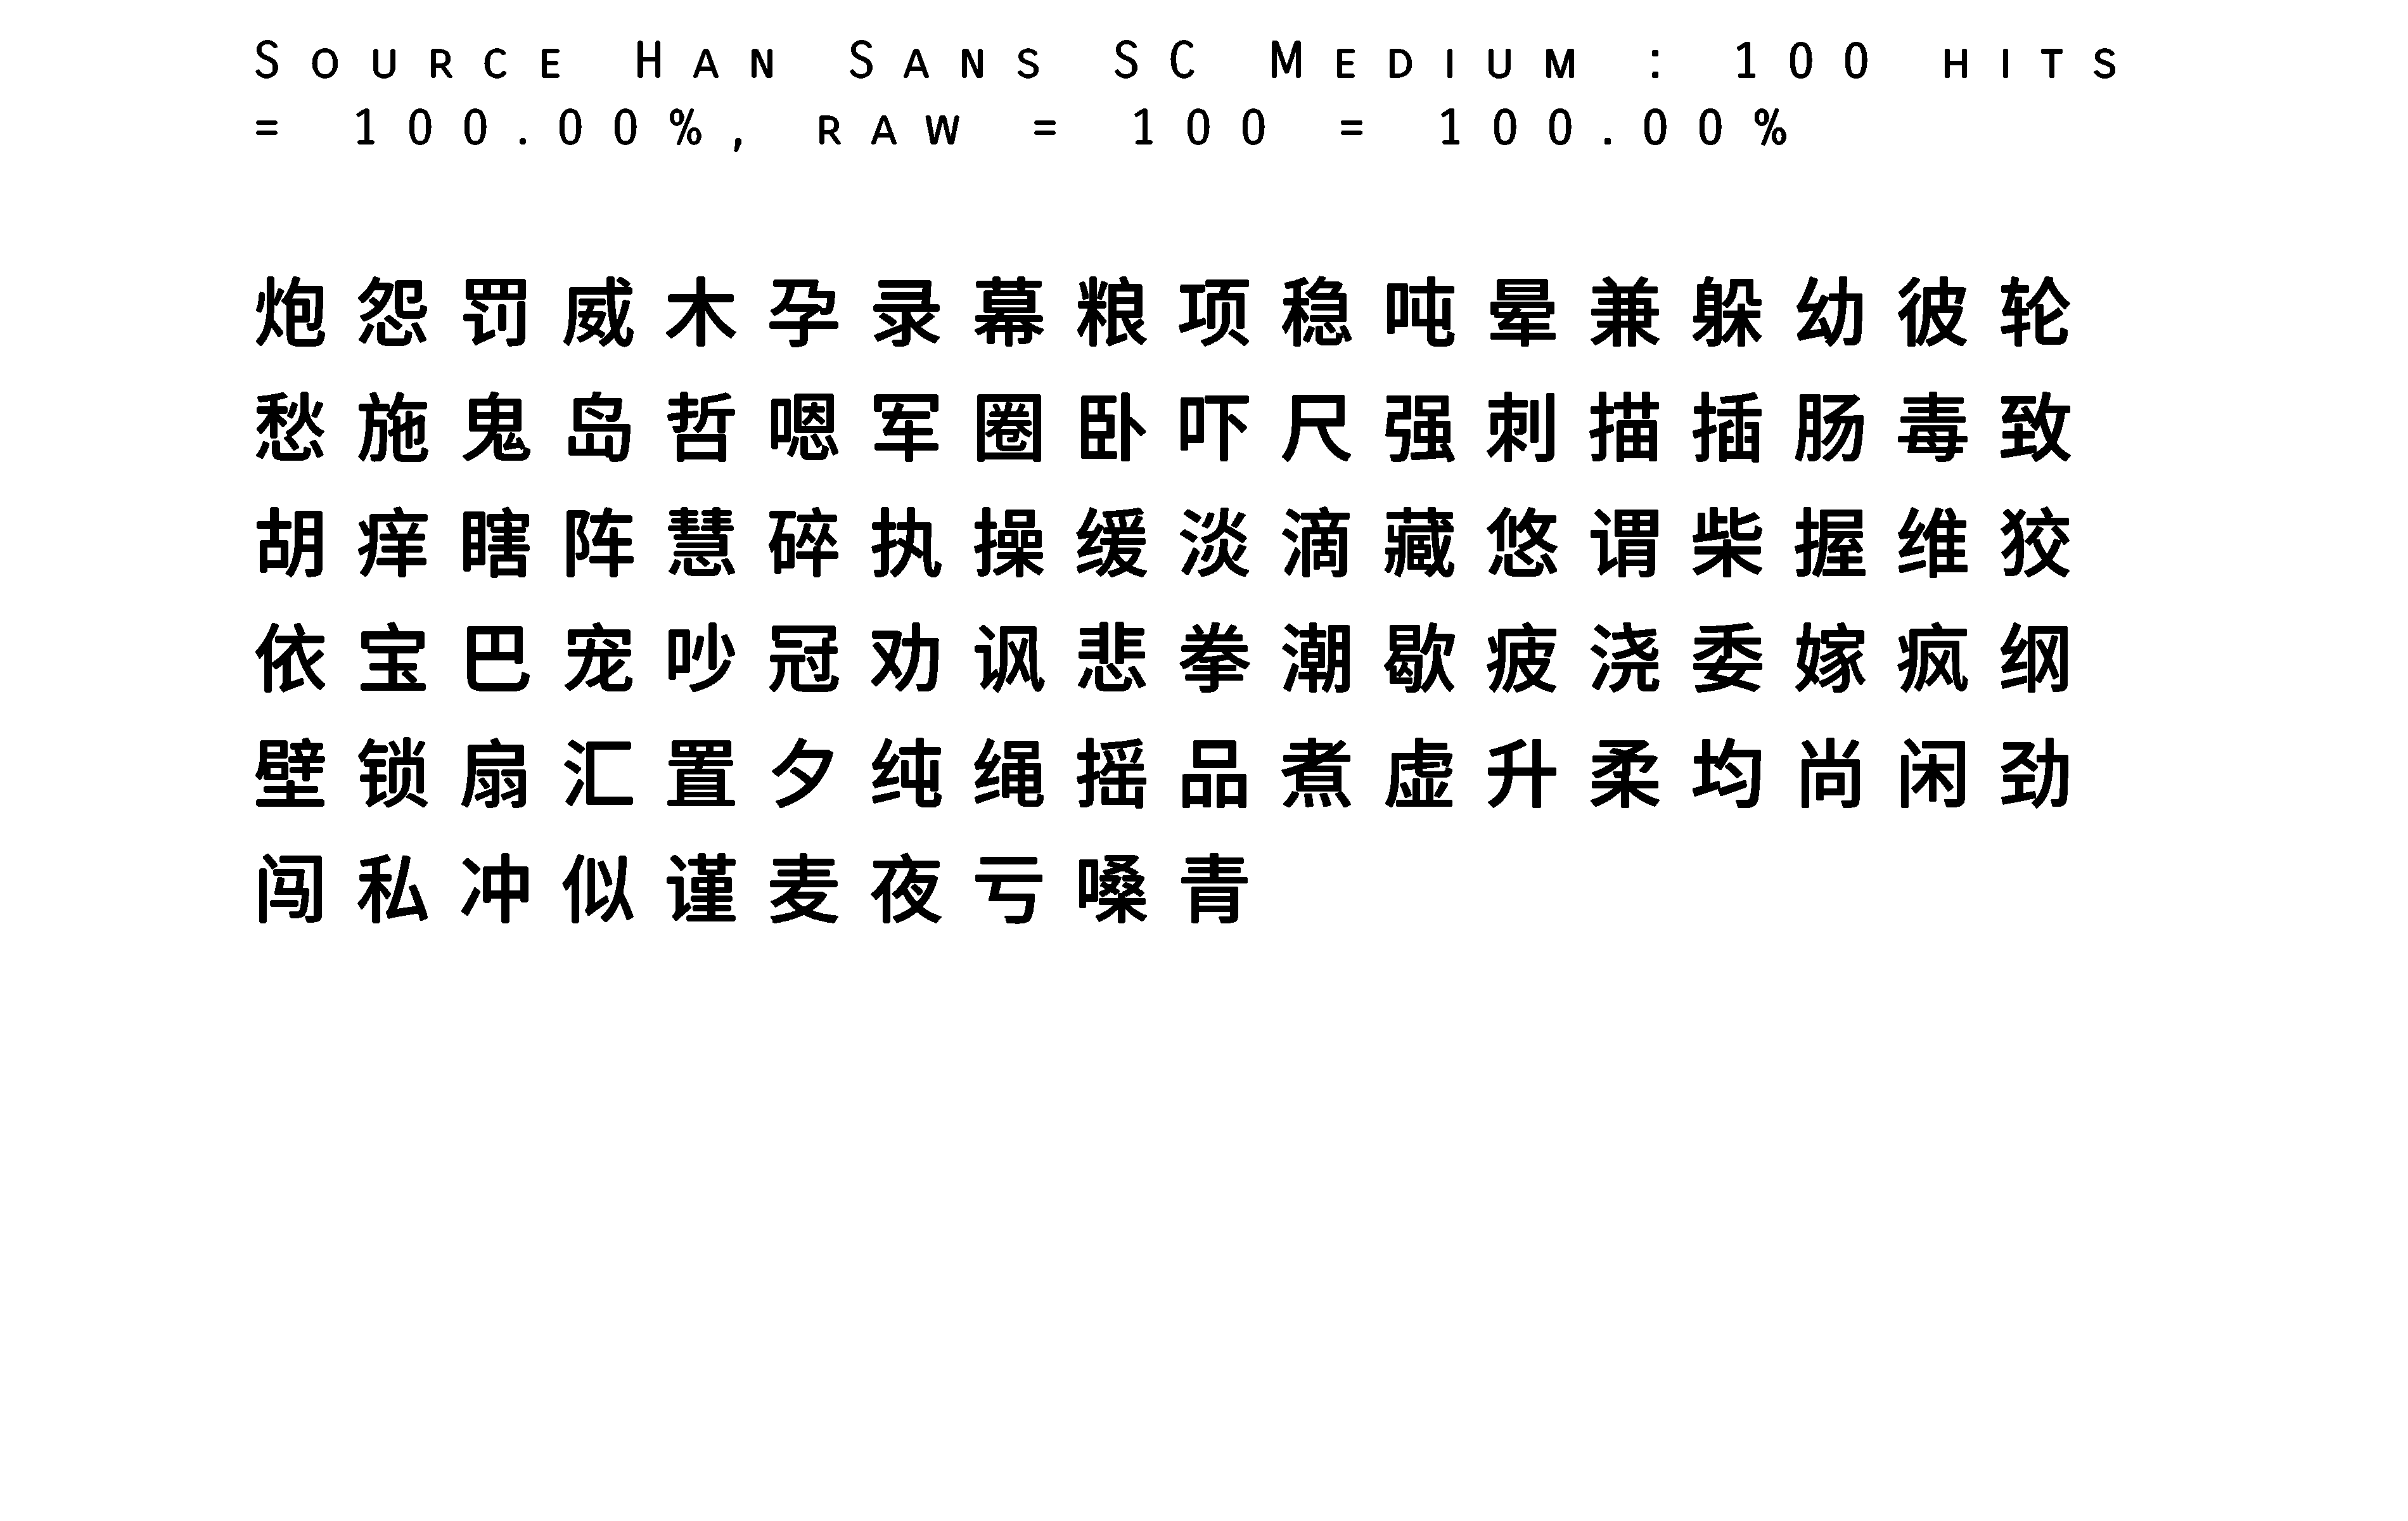 Source Han Sans SC Medium : 100 hits
= 100.00%, raw = 100 = 100.00%
炮怨罚威木孕录幕粮项稳吨晕兼躲幼彼轮
愁施鬼岛哲嗯军圈卧吓尺强刺描插肠毒致
胡痒瞎阵慧碎执操缓淡滴藏悠谓柴握维狡
依宝巴宠吵冠劝讽悲拳潮歇疲浇委嫁疯纲
壁锁扇汇置夕纯绳摇品煮虚升柔均尚闲劲
闯私冲似谨麦夜亏嗓青